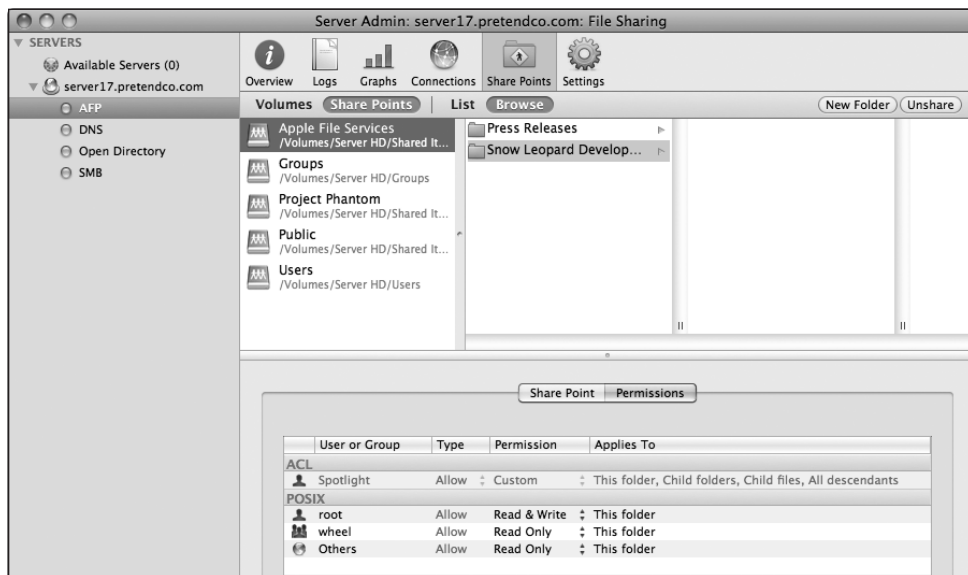 Server Admin: server17.pretendco.com: File Sharing
SERVERS
Available Servers (0)
server17.pretendco.com
AFP
DNS
Open Directory
SMB
Overview Logs Graphs Connections Share Points Settings
Volumes Share Points List Browse New Folder Unshare
Apple File Services
/Volumes/Server HD/Shared It...
Groups
/Volumes/Server HD/Groups
Project Phantom
/Volumes/Server HD/Shared It...
Public
/Volumes/Server HD/Shared It...
Users
/Volumes/Server HD/Users
Press Releases
Snow Leopard Develop...
Share Point Permissions
User or Group Type Permission Applies To
ACL
Spotlight Allow Custom This folder, Child folders, Child files, All descendants
POSIX
root Allow Read & Write This folder
wheel Allow Read Only This folder
Others Allow Read Only This folder